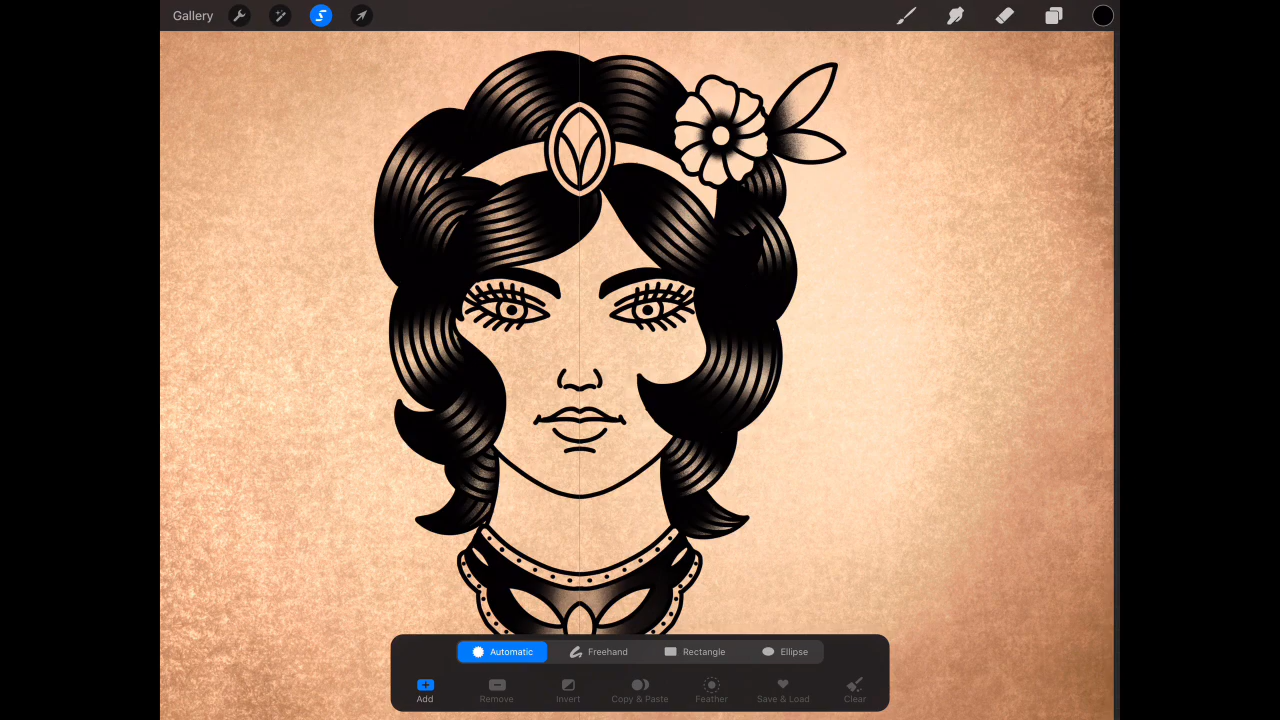 Gallery
Automatic Freehand Rectangle Ellipse
Add Remove Invert Copy & Paste Feather Save & Load Clear